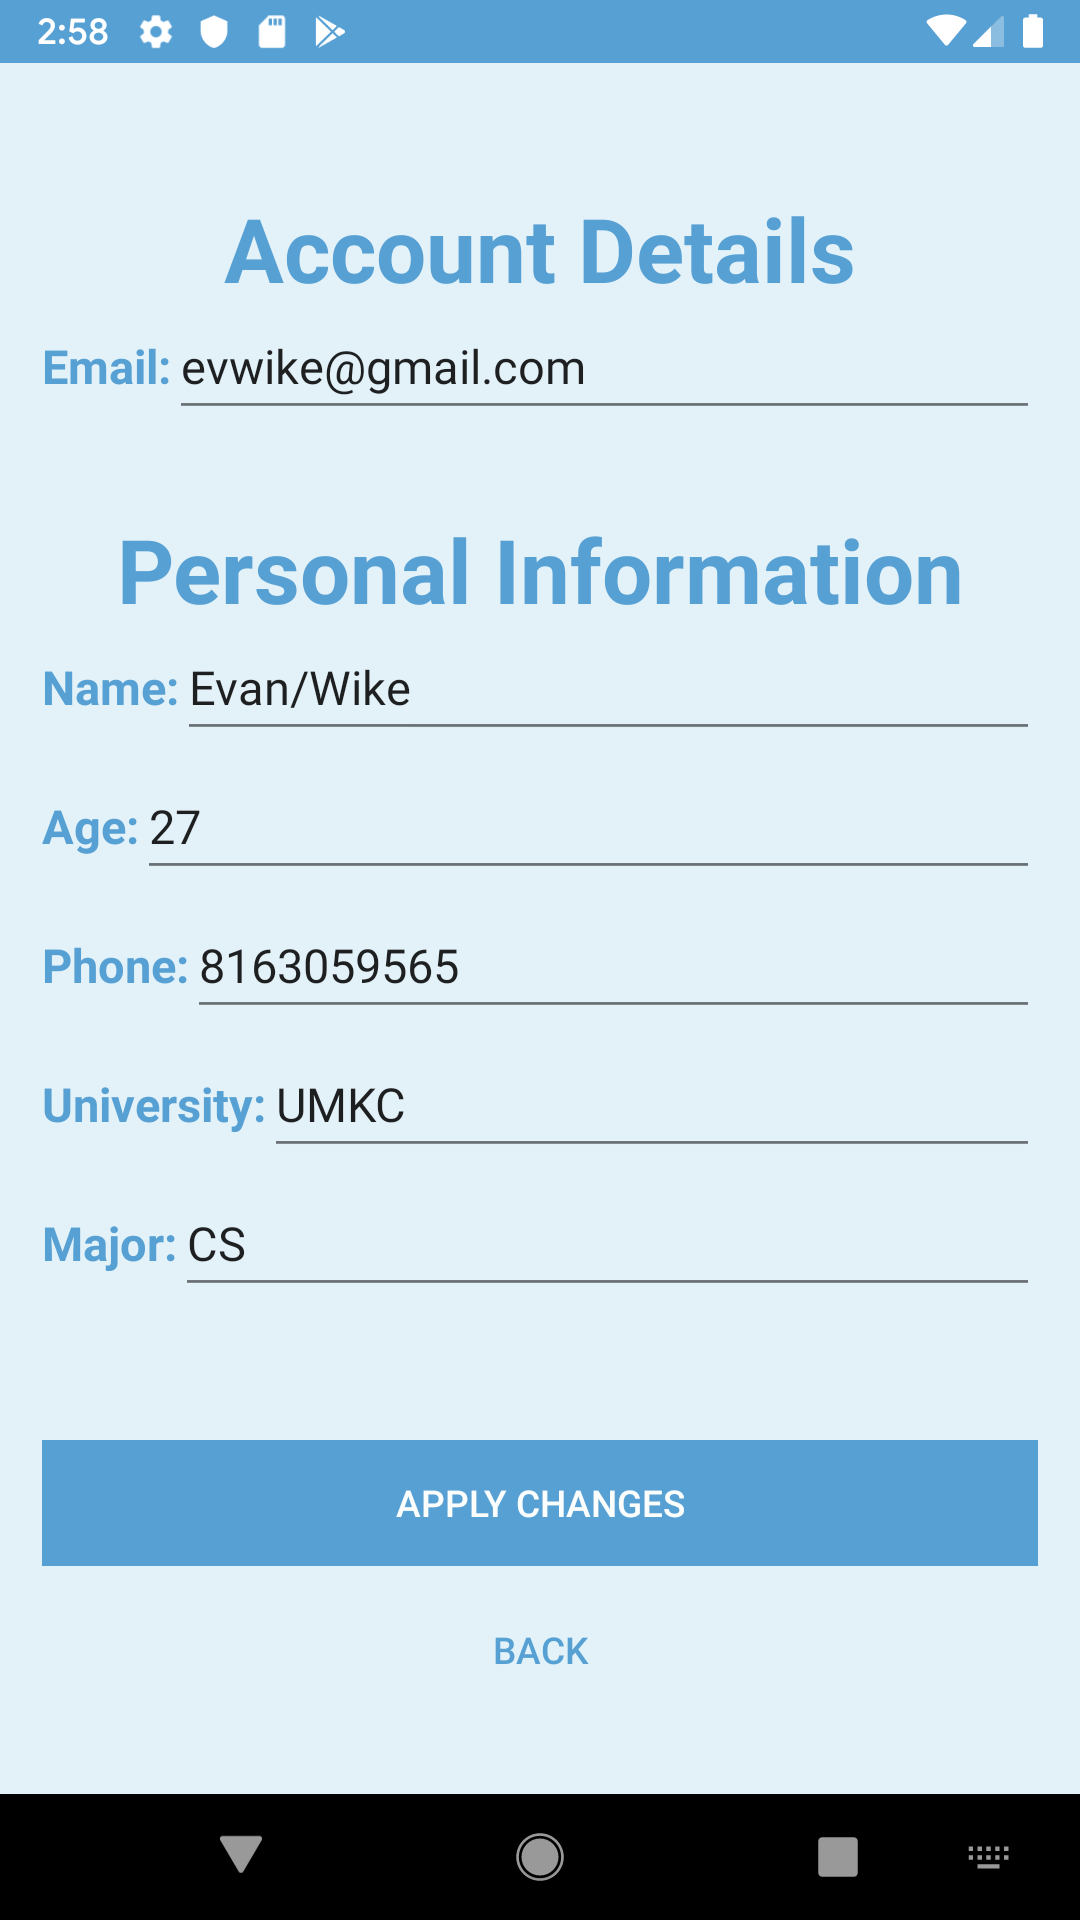 2:58
Account Details
Email: evwike@gmail.com
Personal Information
Name: Evan/Wike
Age: 27
Phone: 8163059565
University: UMKC
Major: CS
APPLY CHANGES
BACK